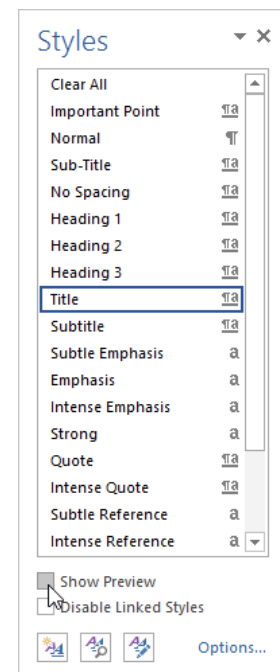 Styles
Clear All
Important Point ¶a
Normal ¶
Sub-Title ¶a
No Spacing ¶a
Heading 1 ¶a
Heading 2 ¶a
Heading 3 ¶a
Title ¶a
Subtitle ¶a
Subtle Emphasis a
Emphasis a
Intense Emphasis a
Strong a
Quote ¶a
Intense Quote ¶a
Subtle Reference a
Intense Reference a
Show Preview
Disable Linked Styles
Options...